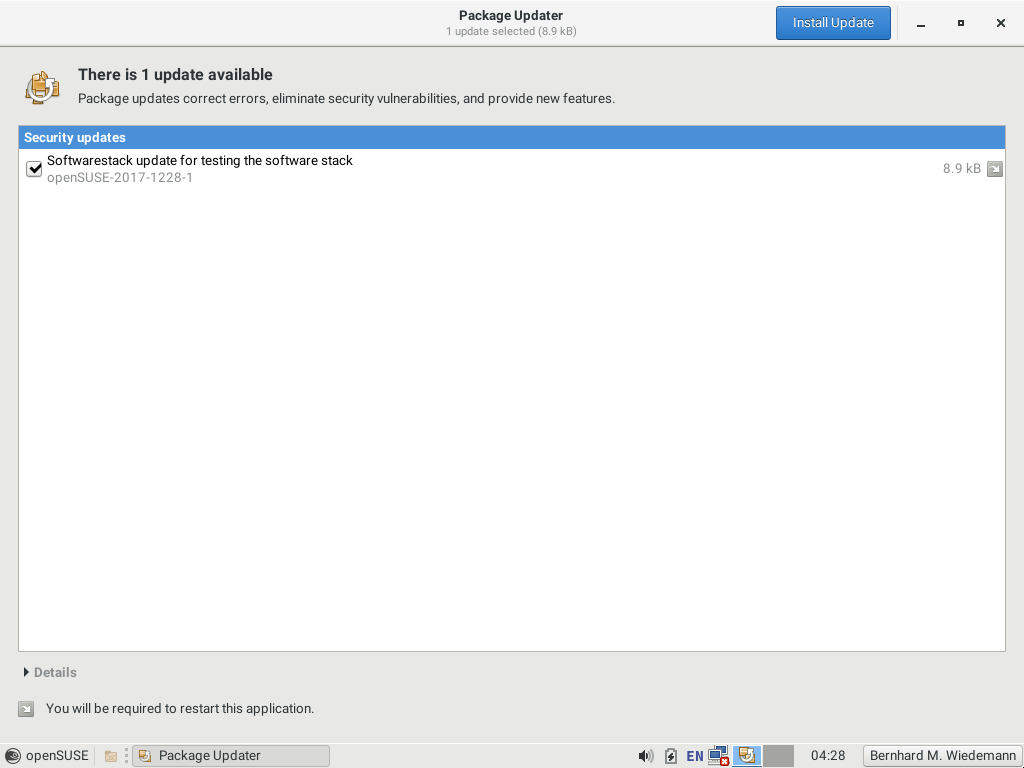 Package Updater
1 update selected (8.9 kB)
Install Update
There is 1 update available
Package updates correct errors, eliminate security vulnerabilities, and provide new features.
Security updates
Softwarestack update for testing the software stack
openSUSE-2017-1228-1
8.9 kB
Details
You will be required to restart this application.
openSUSE
Package Updater
EN
04:28
Bernhard M. Wiedemann